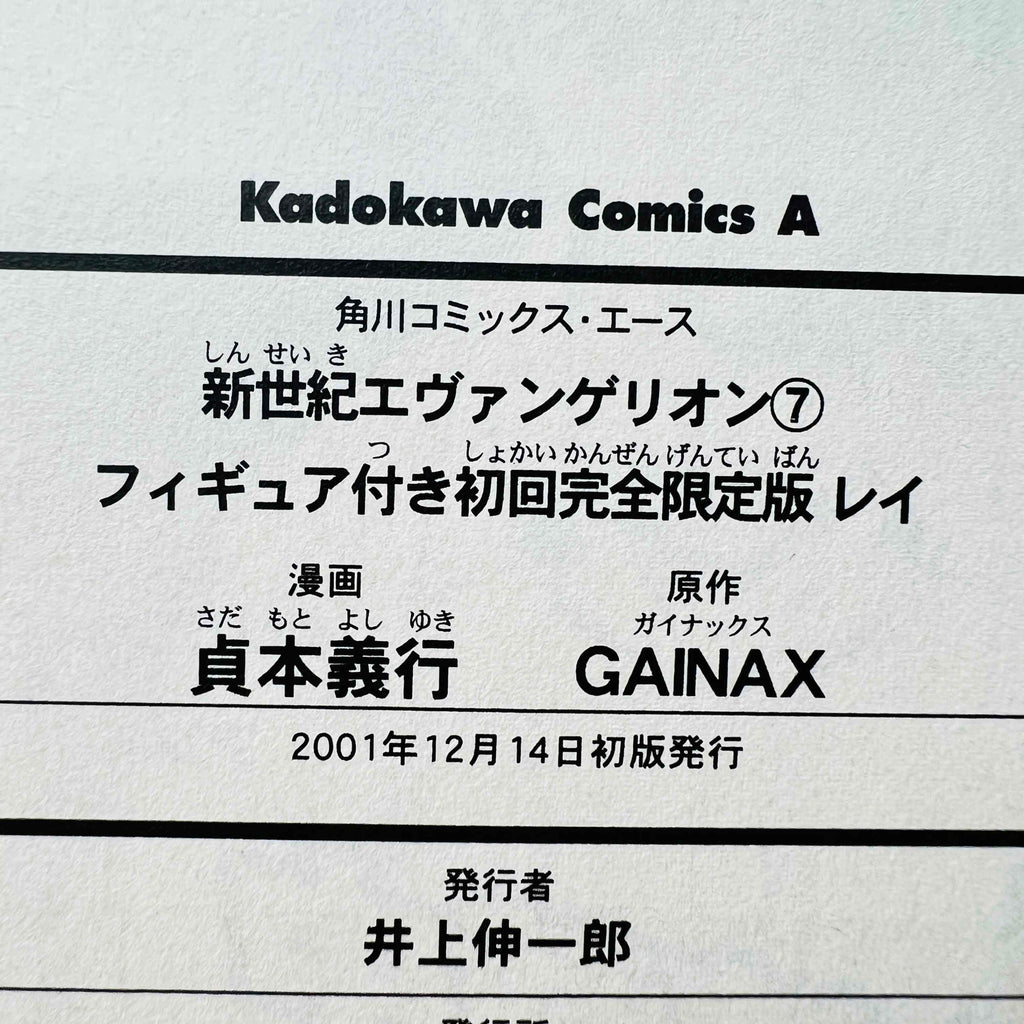 Kadokawa Comics A
角川コミックス・エース
しん せい き
新世紀エヴァンゲリオン⑦
つ しょかい かんぜん げんてい ばん
フィギュア付き初回完全限定版 レイ
漫画 原作
さだ もと よし ゆき ガイナックス
貞本義行 GAINAX
2001年12月14日初版発行
発行者
井上伸一郎